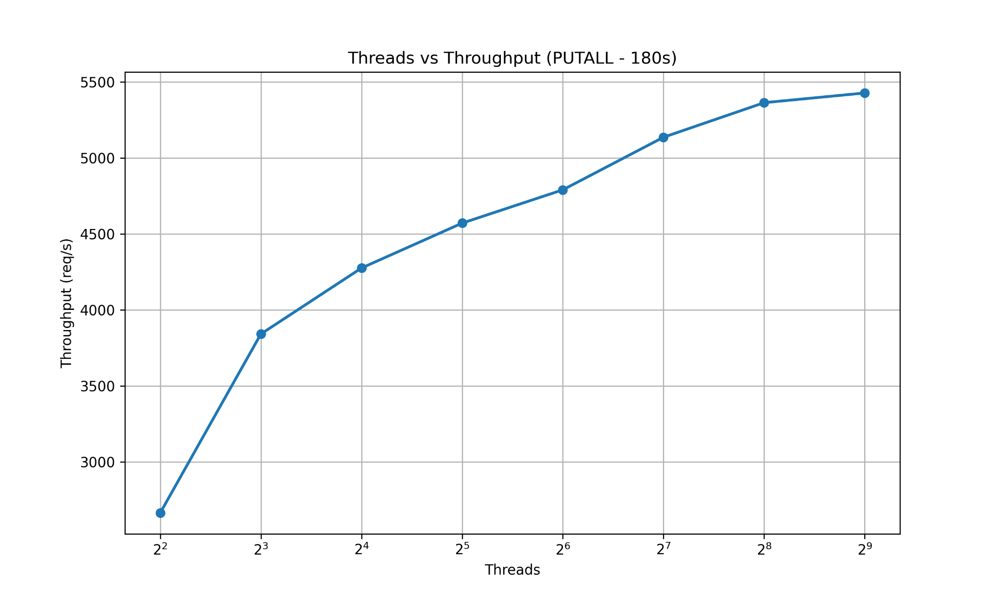 Threads vs Throughput (PUTALL - 180s)
5500
5000
4500
4000
3500
3000
Throughput (req/s)
2² 2³ 2⁴ 2⁵ 2⁶ 2⁷ 2⁸ 2⁹
Threads